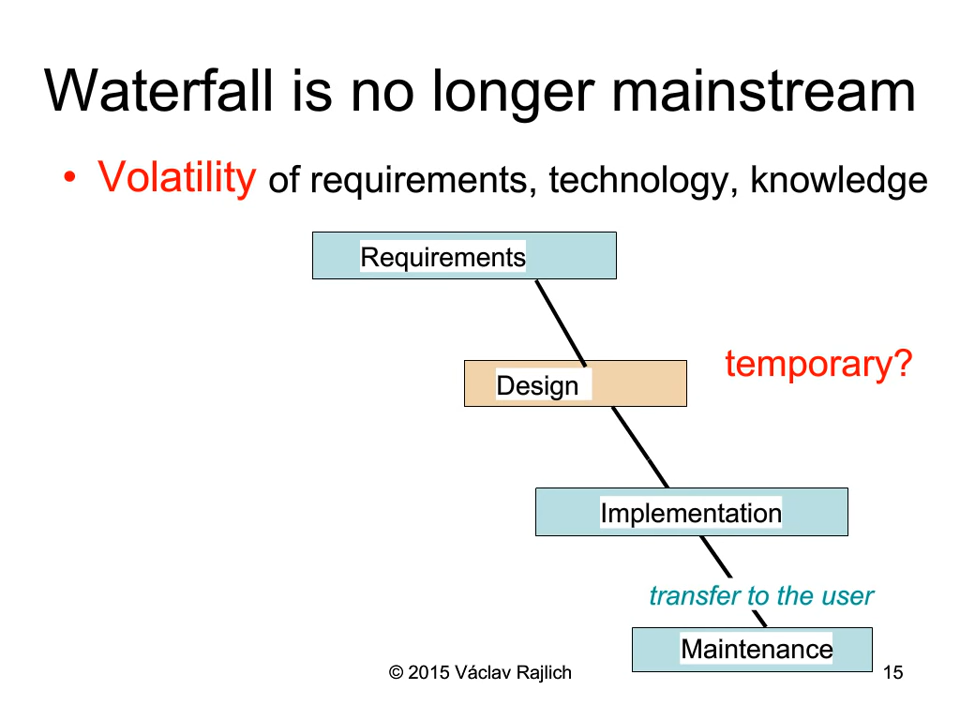 Waterfall is no longer mainstream
• Volatility of requirements, technology, knowledge
Requirements
temporary?
Design
Implementation
transfer to the user
Maintenance
© 2015 Václav Rajlich
15